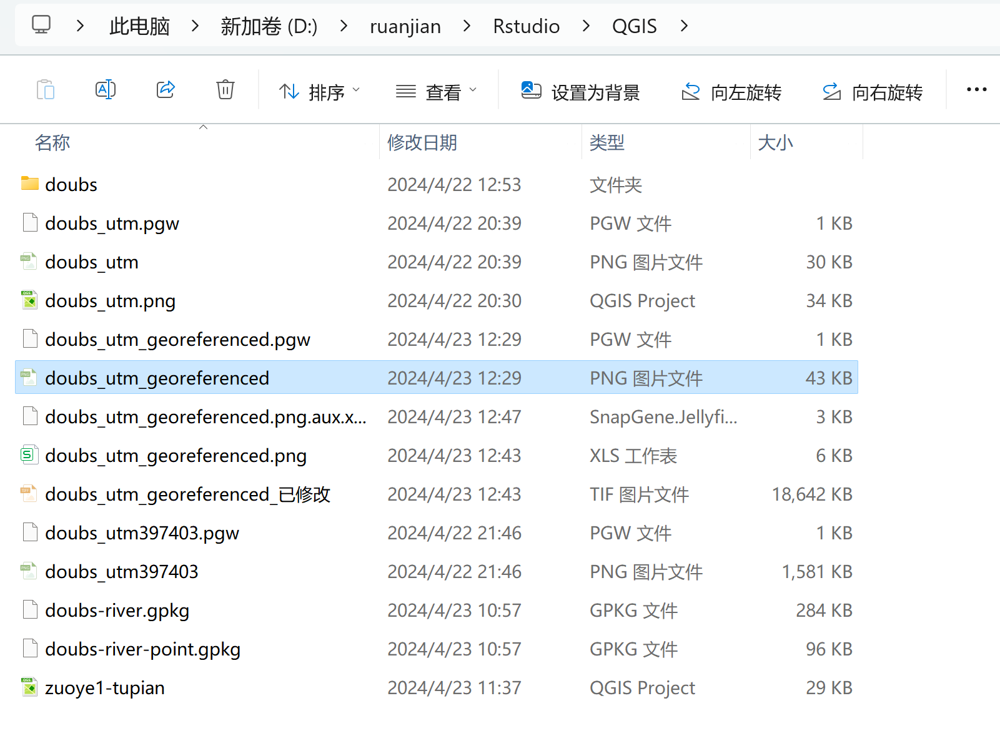 此电脑 > 新加卷 (D:) > ruanjian > Rstudio > QGIS >
排序 查看 设置为背景 向左旋转 向右旋转 ···
名称 修改日期 类型 大小
doubs 2024/4/22 12:53 文件夹
doubs_utm.pgw 2024/4/22 20:39 PGW 文件 1 KB
doubs_utm 2024/4/22 20:39 PNG 图片文件 30 KB
doubs_utm.png 2024/4/22 20:30 QGIS Project 34 KB
doubs_utm_georeferenced.pgw 2024/4/23 12:29 PGW 文件 1 KB
doubs_utm_georeferenced 2024/4/23 12:29 PNG 图片文件 43 KB
doubs_utm_georeferenced.png.aux.x... 2024/4/23 12:47 SnapGene.Jellyfi... 3 KB
doubs_utm_georeferenced.png 2024/4/23 12:43 XLS 工作表 6 KB
doubs_utm_georeferenced_已修改 2024/4/23 12:43 TIF 图片文件 18,642 KB
doubs_utm397403.pgw 2024/4/22 21:46 PGW 文件 1 KB
doubs_utm397403 2024/4/22 21:46 PNG 图片文件 1,581 KB
doubs-river.gpkg 2024/4/23 10:57 GPKG 文件 284 KB
doubs-river-point.gpkg 2024/4/23 10:57 GPKG 文件 96 KB
zuoye1-tupian 2024/4/23 11:37 QGIS Project 29 KB